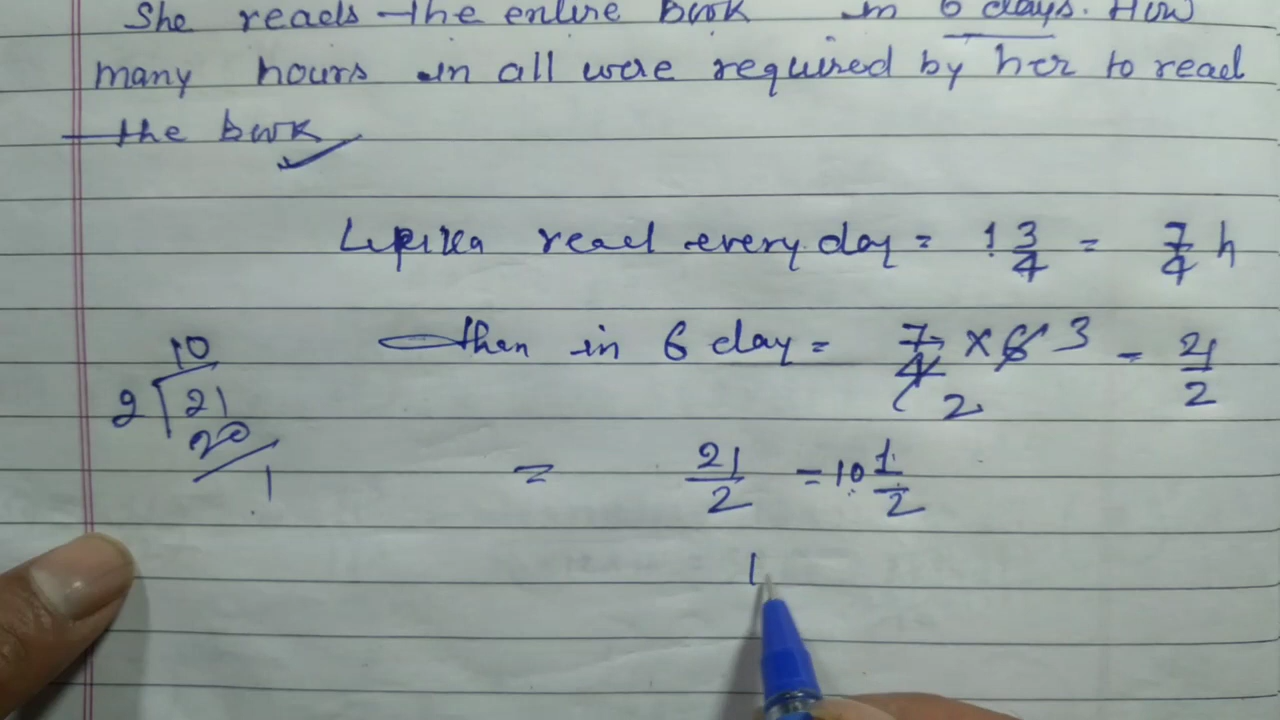 She reads the entire book in 6 days. How
many hours in all were required by her to read
the book
Lipika read every day = 1 3/4 = 7/4 h
then in 6 day = 7/4 2 × 6 3 = 21/2
10
2 21
20
1
= 21/2 = 10 1/2